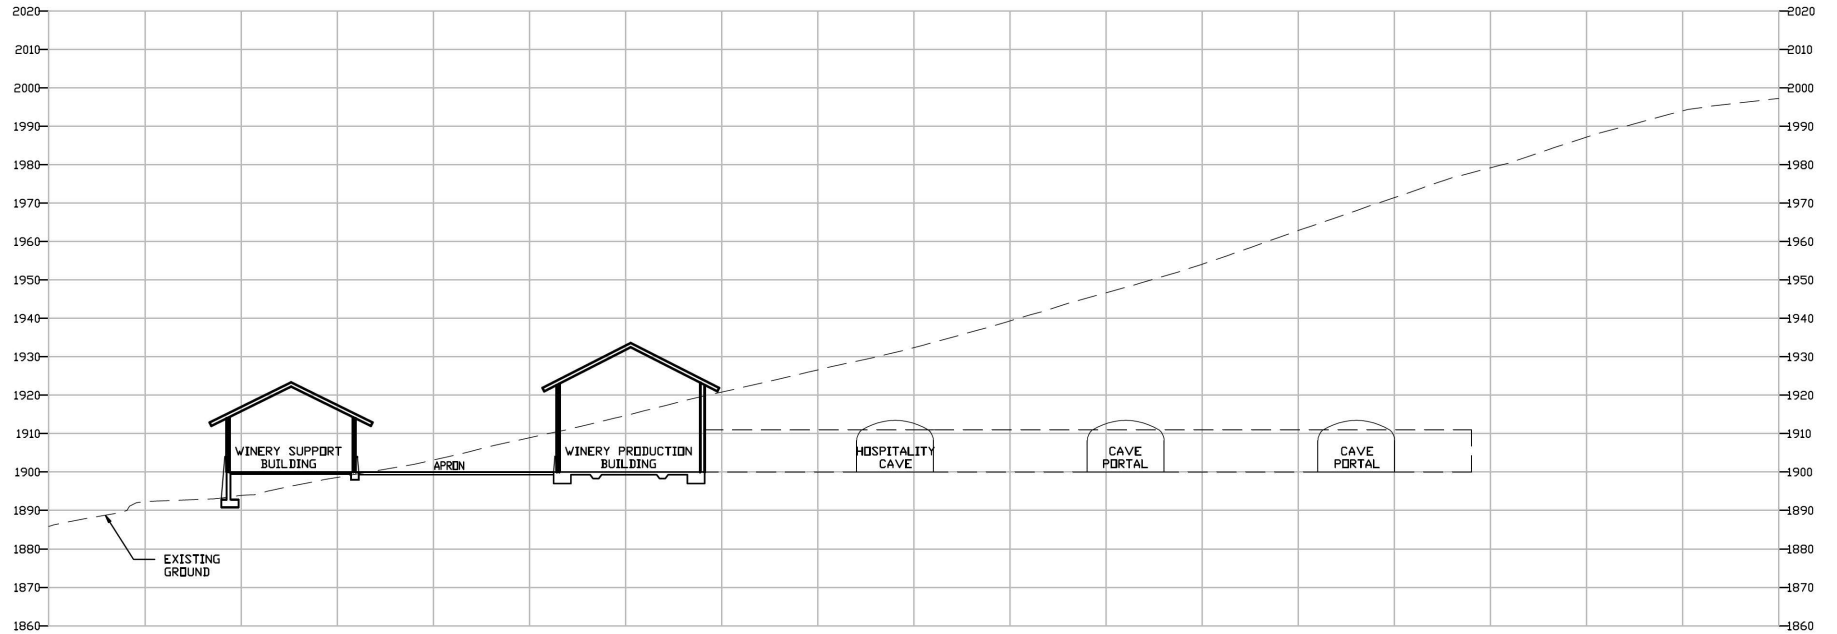 2020 2020
2010 2010
2000 2000
1990 1990
1980 1980
1970 1970
1960 1960
1950 1950
1940 1940
1930 1930
1920 1920
1910 1910
WINERY SUPPORT
BUILDING
APRON
WINERY PRODUCTION
BUILDING
HOSPITALITY
CAVE
CAVE
PORTAL
CAVE
PORTAL
1900 1900
1890 1890
1880 1880
EXISTING
GROUND
1870 1870
1860 1860